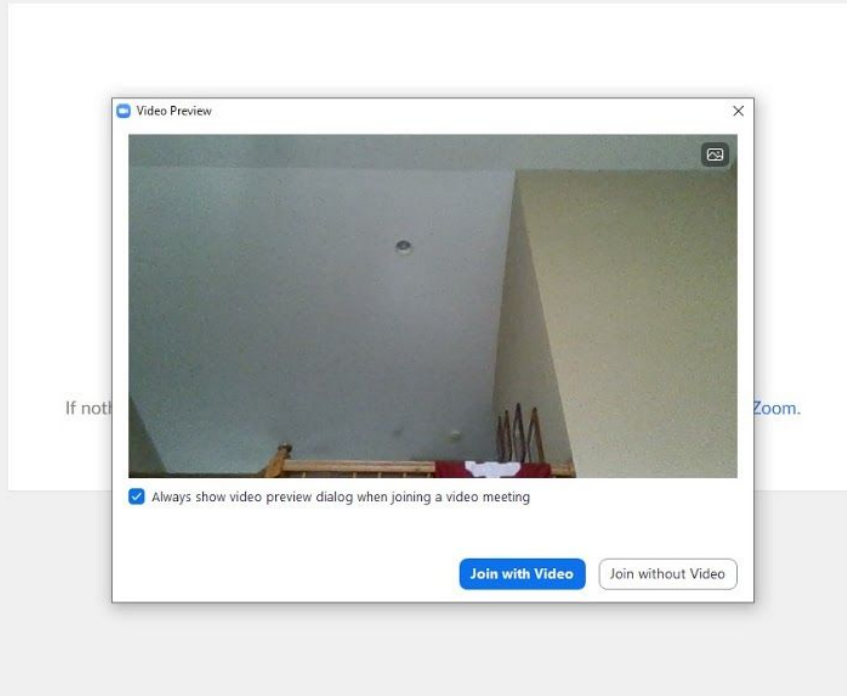 Video Preview
If noth
Zoom.
Always show video preview dialog when joining a video meeting
Join with Video
Join without Video